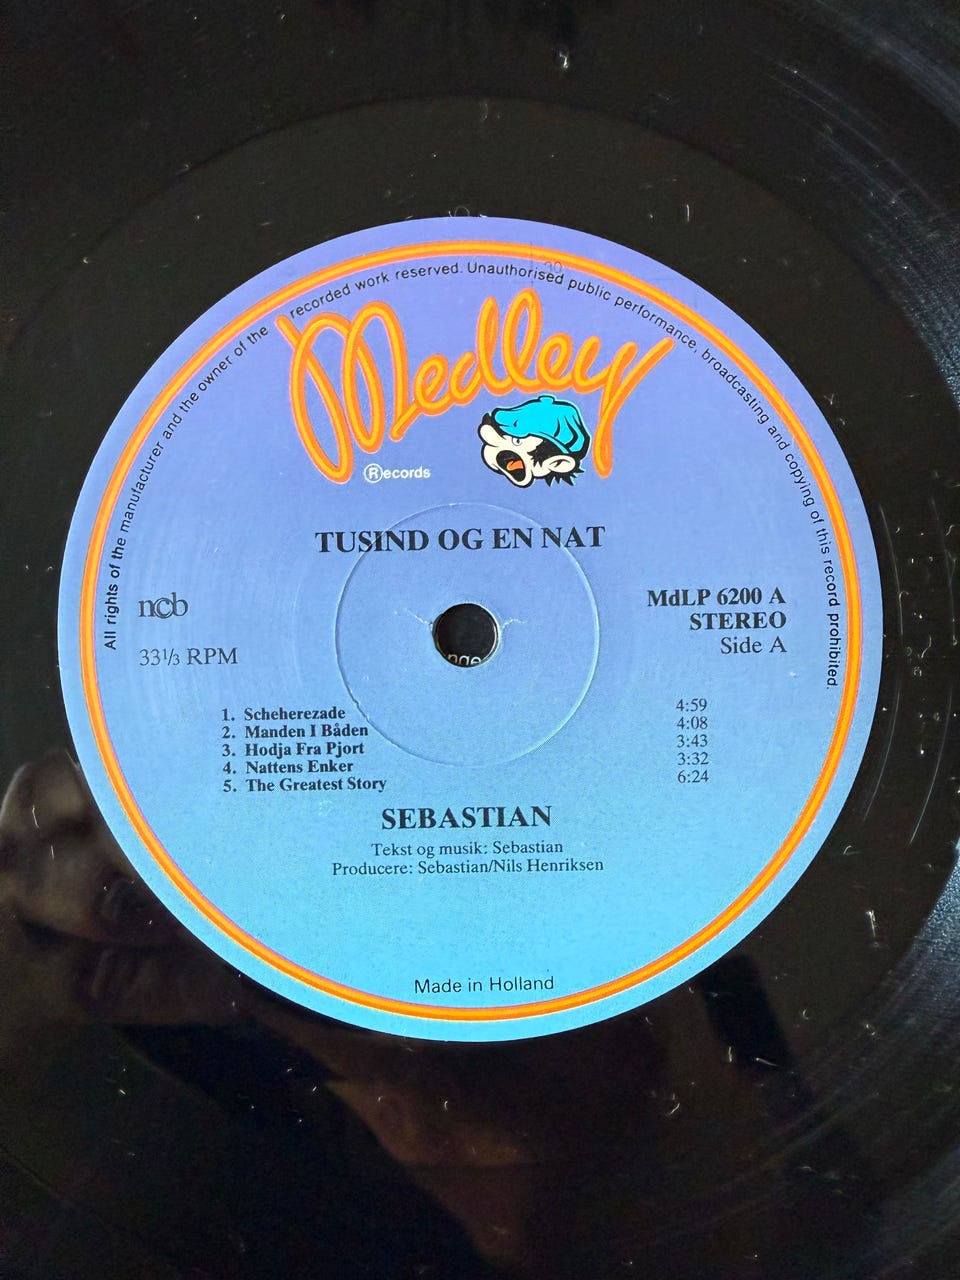 All rights of the manufacturer and the owner of the recorded work reserved. Unauthorised public performance, broadcasting and copying of this record prohibited.
Medley
Ⓡecords
TUSIND OG EN NAT
ncb
33⅓ RPM
MdLP 6200 A
STEREO
Side A
1. Scheherezade 4:59
2. Manden I Båden 4:08
3. Hodja Fra Pjort 3:43
4. Nattens Enker 3:32
5. The Greatest Story 6:24
SEBASTIAN
Tekst og musik: Sebastian
Producere: Sebastian/Nils Henriksen
Made in Holland